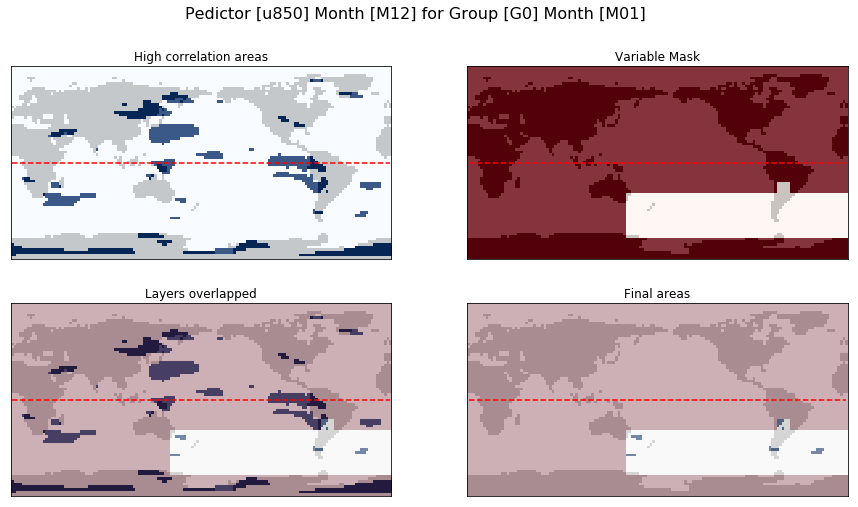 Pedictor [u850] Month [M12] for Group [G0] Month [M01]
High correlation areas
Variable Mask
Layers overlapped
Final areas